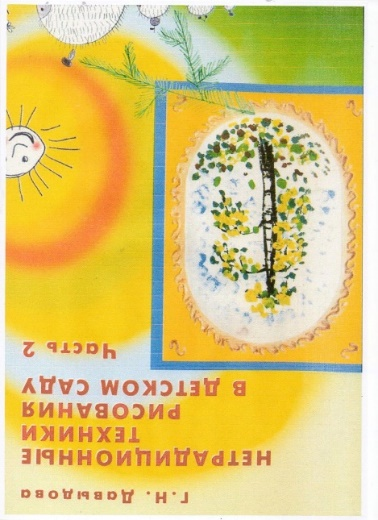 Г.Н. Давыдова
НЕТРАДИЦИОННЫЕ
ТЕХНИКИ
РИСОВАНИЯ
В ДЕТСКОМ САДУ
Часть 2